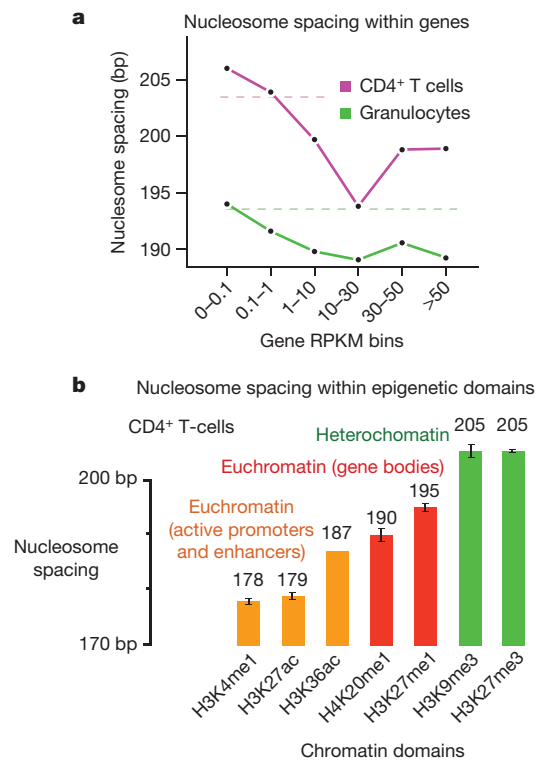 a
Nucleosome spacing within genes
Nuclesome spacing (bp)
205
200
195
190
CD4+ T cells
Granulocytes
0–0.1
0.1–1
1–10
10–30
30–50
>50
Gene RPKM bins
b
Nucleosome spacing within epigenetic domains
CD4+ T-cells
Heterochomatin
Euchromatin (gene bodies)
Euchromatin
(active promoters
and enhancers)
200 bp
Nucleosome
spacing
170 bp
178
179
187
190
195
205
205
H3K4me1
H3K27ac
H3K36ac
H4K20me1
H3K27me1
H3K9me3
H3K27me3
Chromatin domains